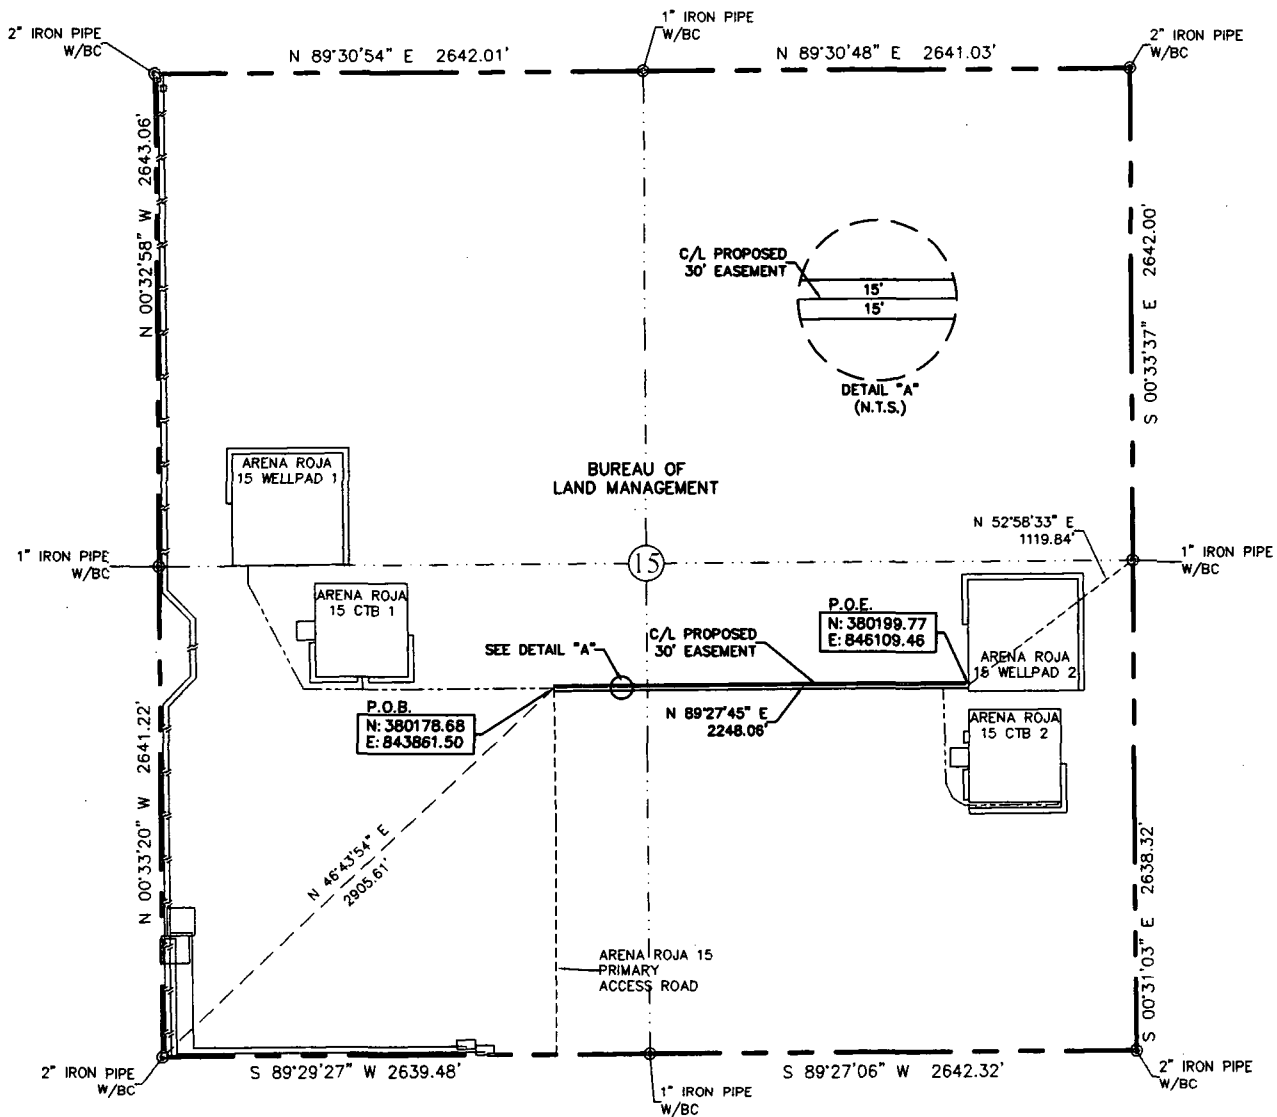 2" IRON PIPE
W/BC
N 89°30'54" E 2642.01'
1" IRON PIPE
W/BC
N 89°30'48" E 2641.03'
2" IRON PIPE
W/BC
N 00°32'58" W 2643.06'
S 00°33'37" E 2642.00'
C/L PROPOSED
30' EASEMENT
15'
15'
DETAIL "A"
(N.T.S.)
ARENA ROJA
15 WELLPAD 1
BUREAU OF
LAND MANAGEMENT
N 52°58'33" E
1119.84'
1" IRON PIPE
W/BC
15
1" IRON PIPE
W/BC
ARENA ROJA
15 CTB 1
P.O.E.
N: 380199.77
E: 846109.46
C/L PROPOSED
30' EASEMENT
SEE DETAIL "A"
ARENA ROJA
15 WELLPAD 2
P.O.B.
N: 380178.68
E: 843861.50
N 89°27'45" E
2248.06'
ARENA ROJA
15 CTB 2
N 00°33'20" W 2641.22'
N 46°43'54" E
2905.61'
S 00°31'03" E 2638.32'
ARENA ROJA 15
PRIMARY
ACCESS ROAD
2" IRON PIPE
W/BC
S 89°29'27" W 2639.48'
1" IRON PIPE
W/BC
S 89°27'06" W 2642.32'
2" IRON PIPE
W/BC